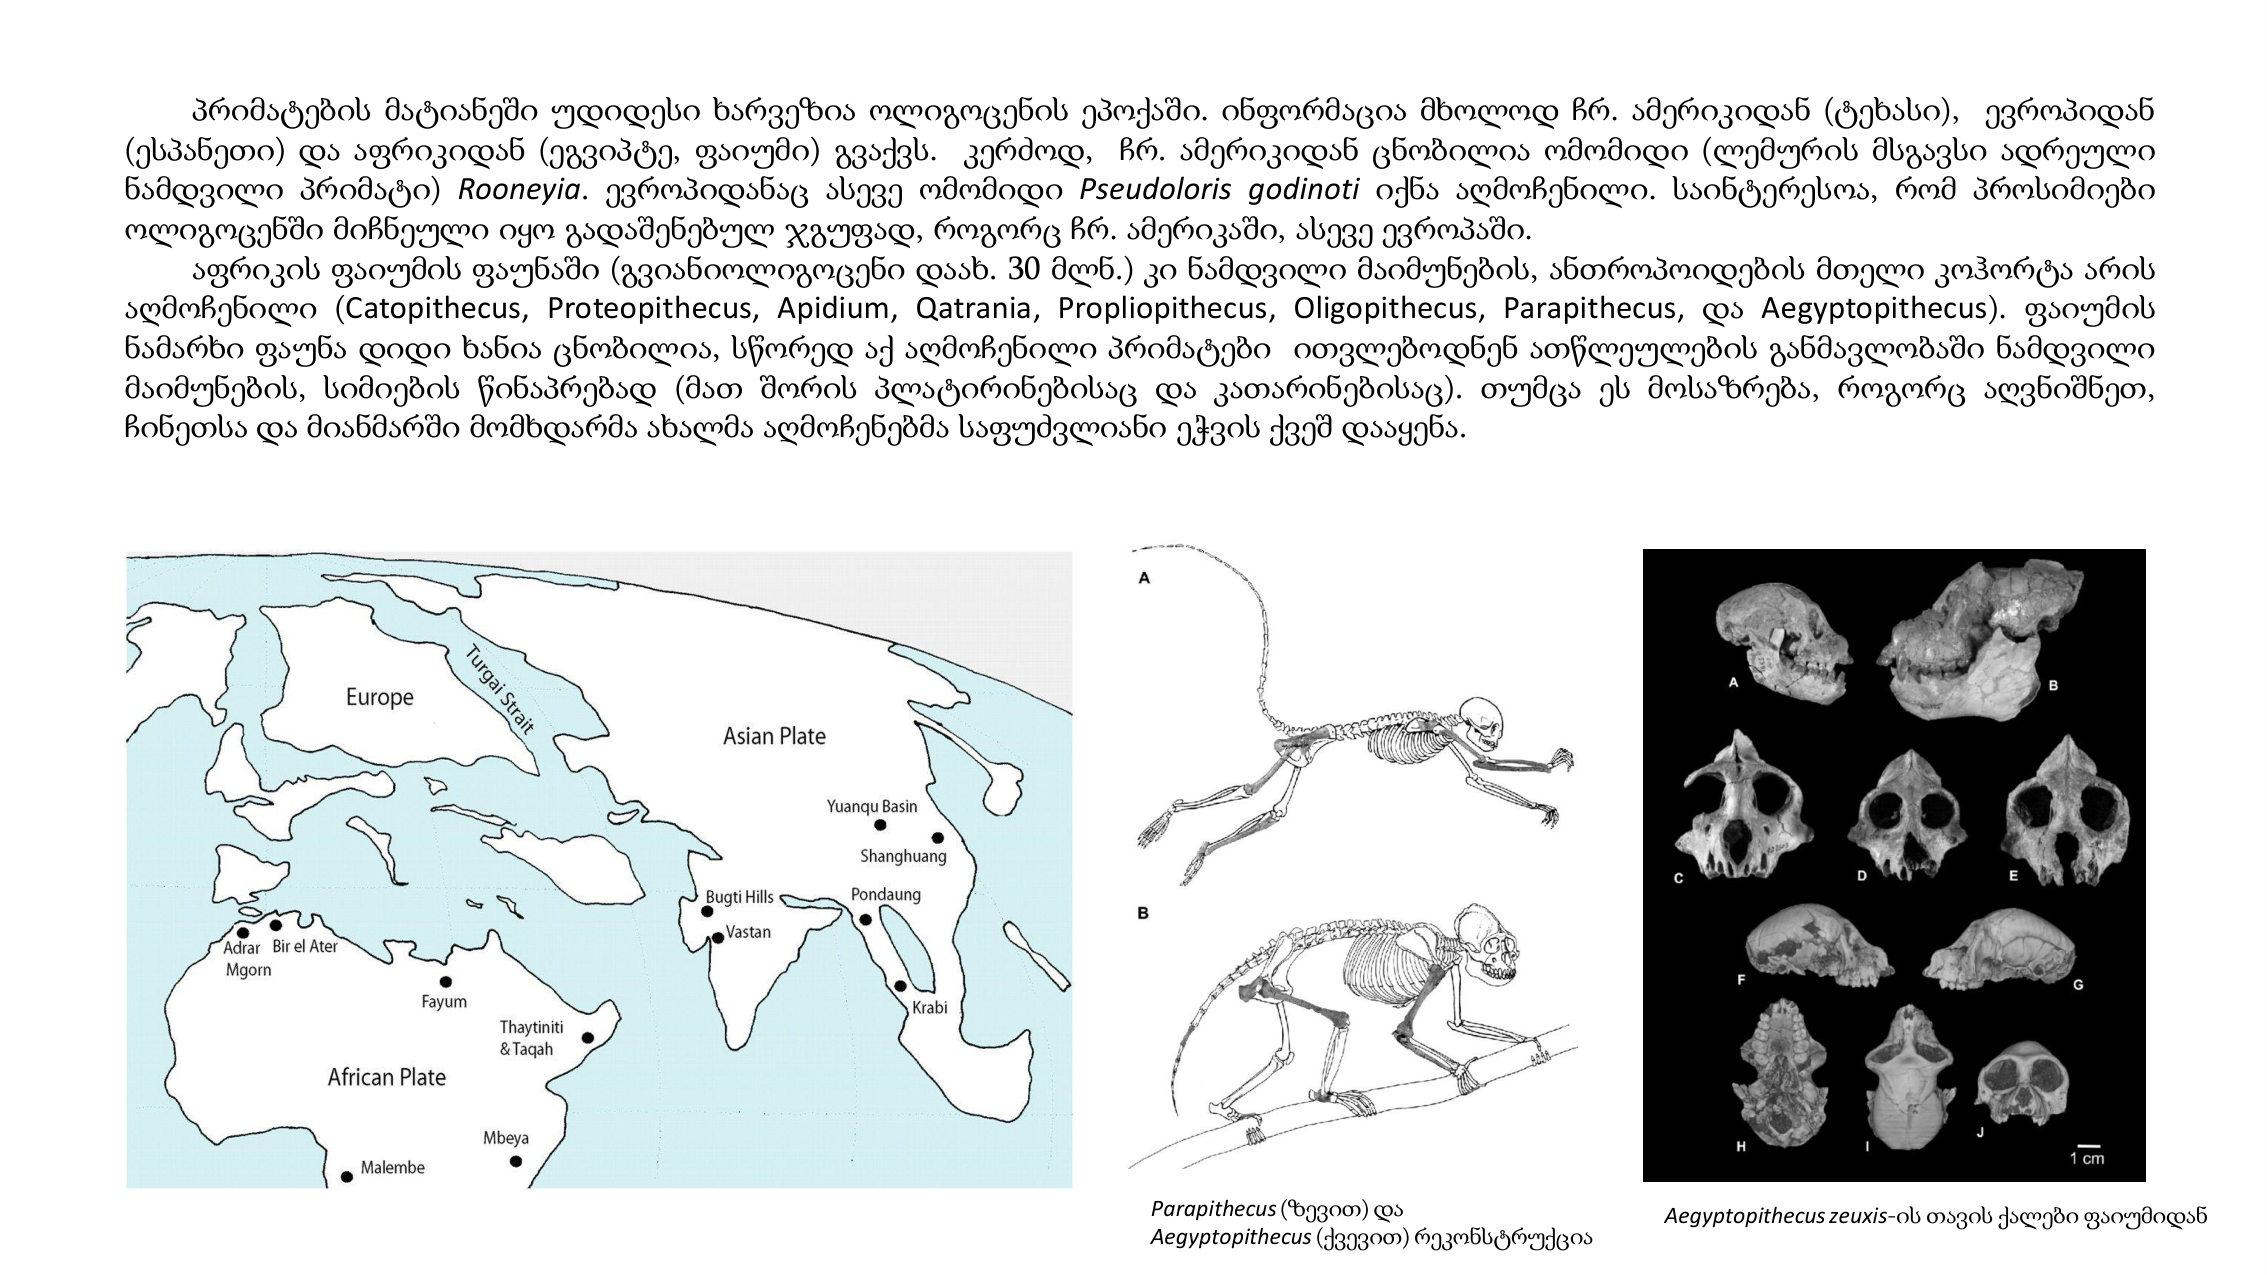 პრიმატების მატიანეში უდიდესი ხარვეზია ოლიგოცენის ეპოქაში. ინფორმაცია მხოლოდ ჩრ. ამერიკიდან (ტეხასი), ევროპიდან
(ესპანეთი) და აფრიკიდან (ეგვიპტე, ფაიუმი) გვაქვს. კერძოდ, ჩრ. ამერიკიდან ცნობილია ომომიდი (ლემურის მსგავსი ადრეული
ნამდვილი პრიმატი) Rooneyia. ევროპიდანაც ასევე ომომიდი Pseudoloris godinoti იქნა აღმოჩენილი. საინტერესოა, რომ პროსიმიები
ოლიგოცენში მიჩნეული იყო გადაშენებულ ჯგუფად, როგორც ჩრ. ამერიკაში, ასევე ევროპაში.
აფრიკის ფაიუმის ფაუნაში (გვიანიოლიგოცენი დაახ. 30 მლნ.) კი ნამდვილი მაიმუნების, ანთროპოიდების მთელი კოჰორტა არის
აღმოჩენილი (Catopithecus, Proteopithecus, Apidium, Qatrania, Propliopithecus, Oligopithecus, Parapithecus, და Aegyptopithecus). ფაიუმის
ნამარხი ფაუნა დიდი ხანია ცნობილია, სწორედ აქ აღმოჩენილი პრიმატები ითვლებოდნენ ათწლეულების განმავლობაში ნამდვილი
მაიმუნების, სიმიების წინაპრებად (მათ შორის პლატირინებისაც და კათარინებისაც). თუმცა ეს მოსაზრება, როგორც აღვნიშნეთ,
ჩინეთსა და მიანმარში მომხდარმა ახალმა აღმოჩენებმა საფუძვლიანი ეჭვის ქვეშ დააყენა.
Europe
Turgai Strait
Asian Plate
Yuanqu Basin
Shanghuang
Bugti Hills
Pondaung
Vastan
Adrar
Mgorn
Bir el Ater
Fayum
Krabi
Thaytiniti
& Taqah
African Plate
Mbeya
Malembe
A
B
Parapithecus (ზევით) და
Aegyptopithecus (ქვევით) რეკონსტრუქცია
A
B
C
D
E
F
G
H
I
J
1 cm
Aegyptopithecus zeuxis-ის თავის ქალები ფაიუმიდან